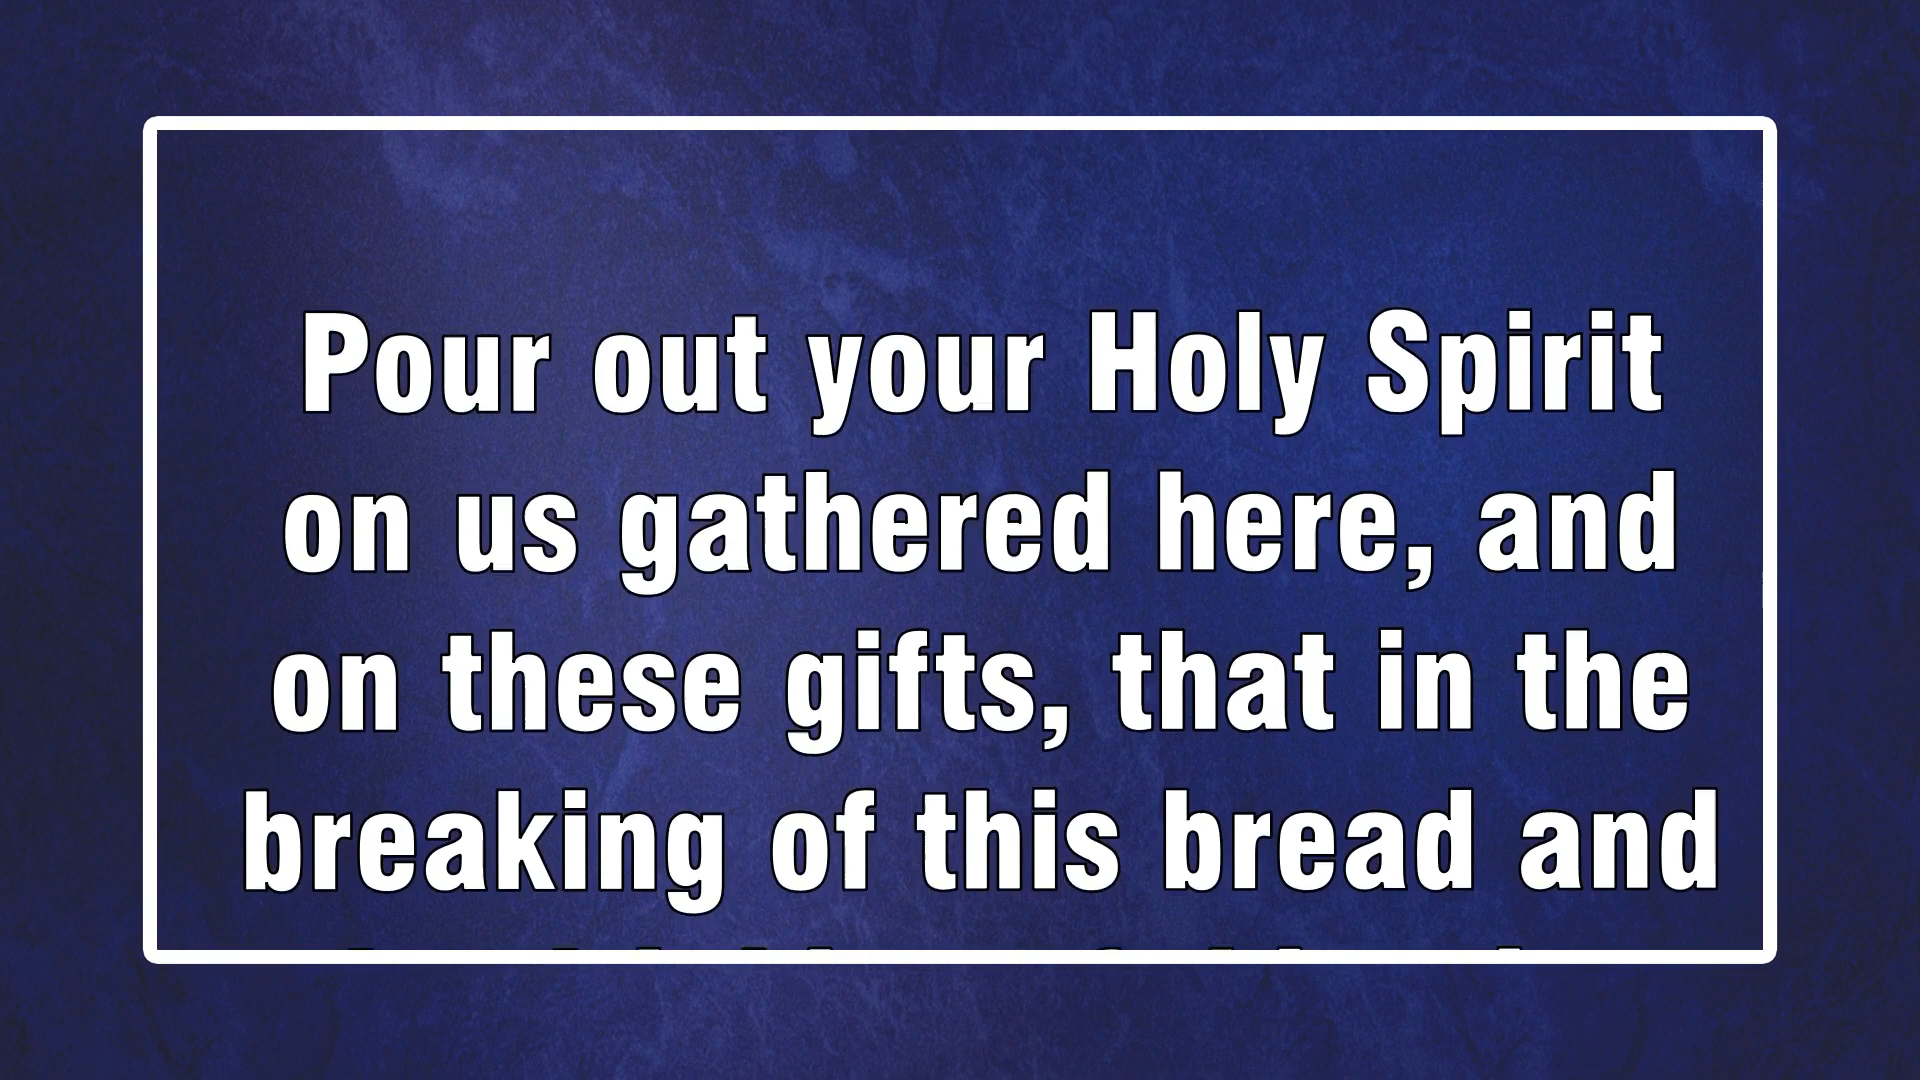 Pour out your Holy Spirit
on us gathered here, and
on these gifts, that in the
breaking of this bread and